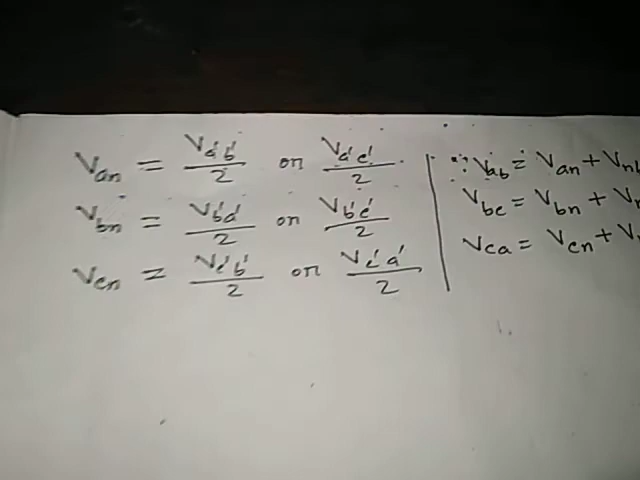 Van = Va'b'/2 or Va'c'/2
Vbn = Vb'a'/2 or Vb'c'/2
Vcn = Vc'b'/2 or Vc'a'/2
∴ Vab = Van + Vnb
Vbc = Vbn + V
Vca = Vcn + V